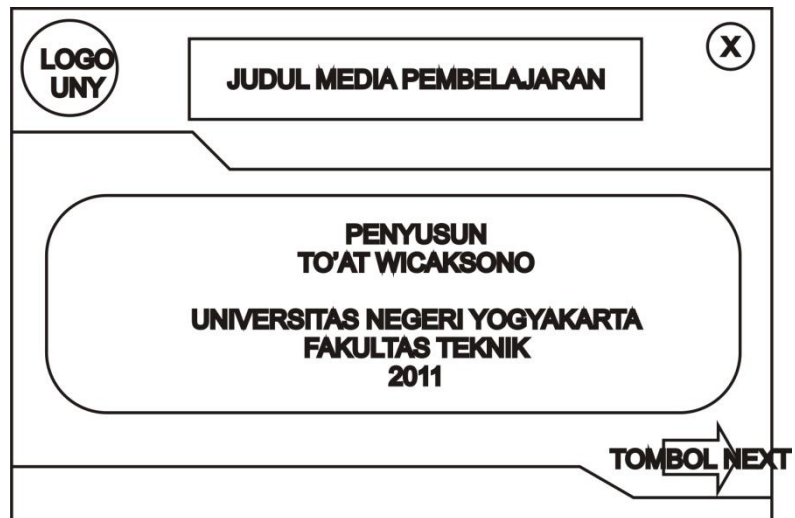 LOGO
UNY
JUDUL MEDIA PEMBELAJARAN
X
PENYUSUN
TO'AT WICAKSONO
UNIVERSITAS NEGERI YOGYAKARTA
FAKULTAS TEKNIK
2011
TOMBOL NEXT